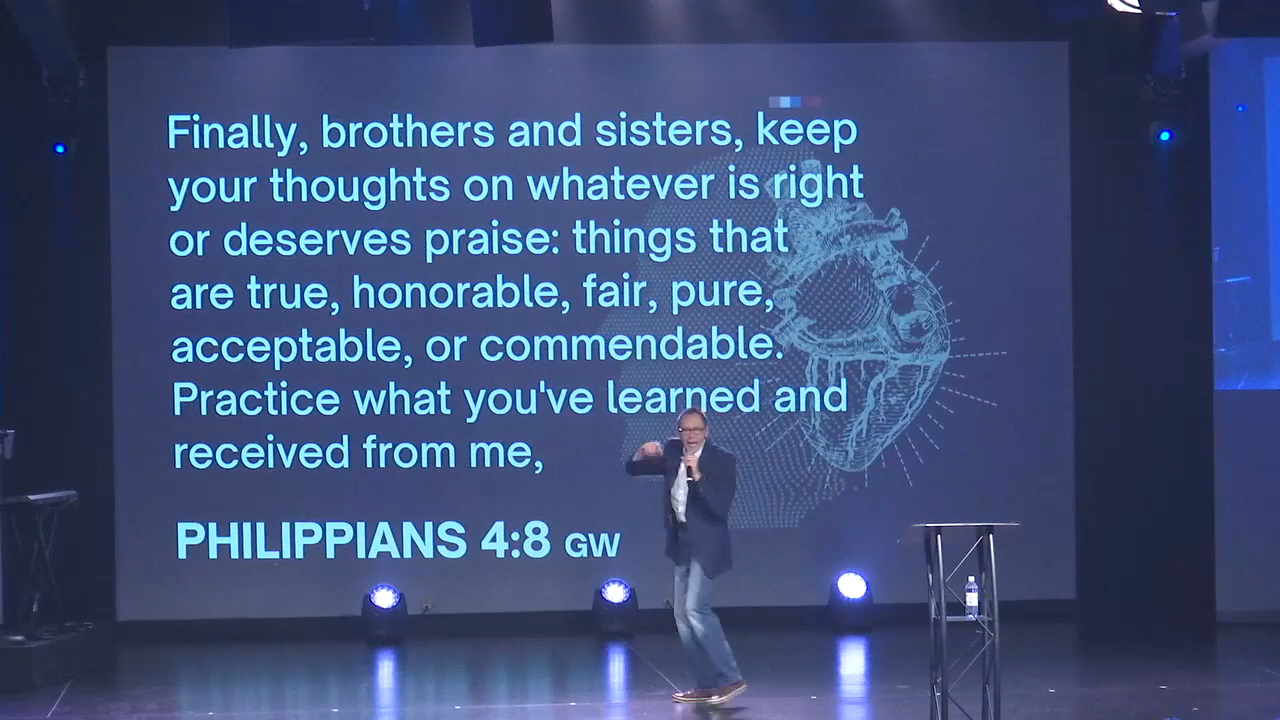 Finally, brothers and sisters, keep
your thoughts on whatever is right
or deserves praise: things that
are true, honorable, fair, pure,
acceptable, or commendable.
Practice what you've learned and
received from me,
PHILIPPIANS 4:8 GW